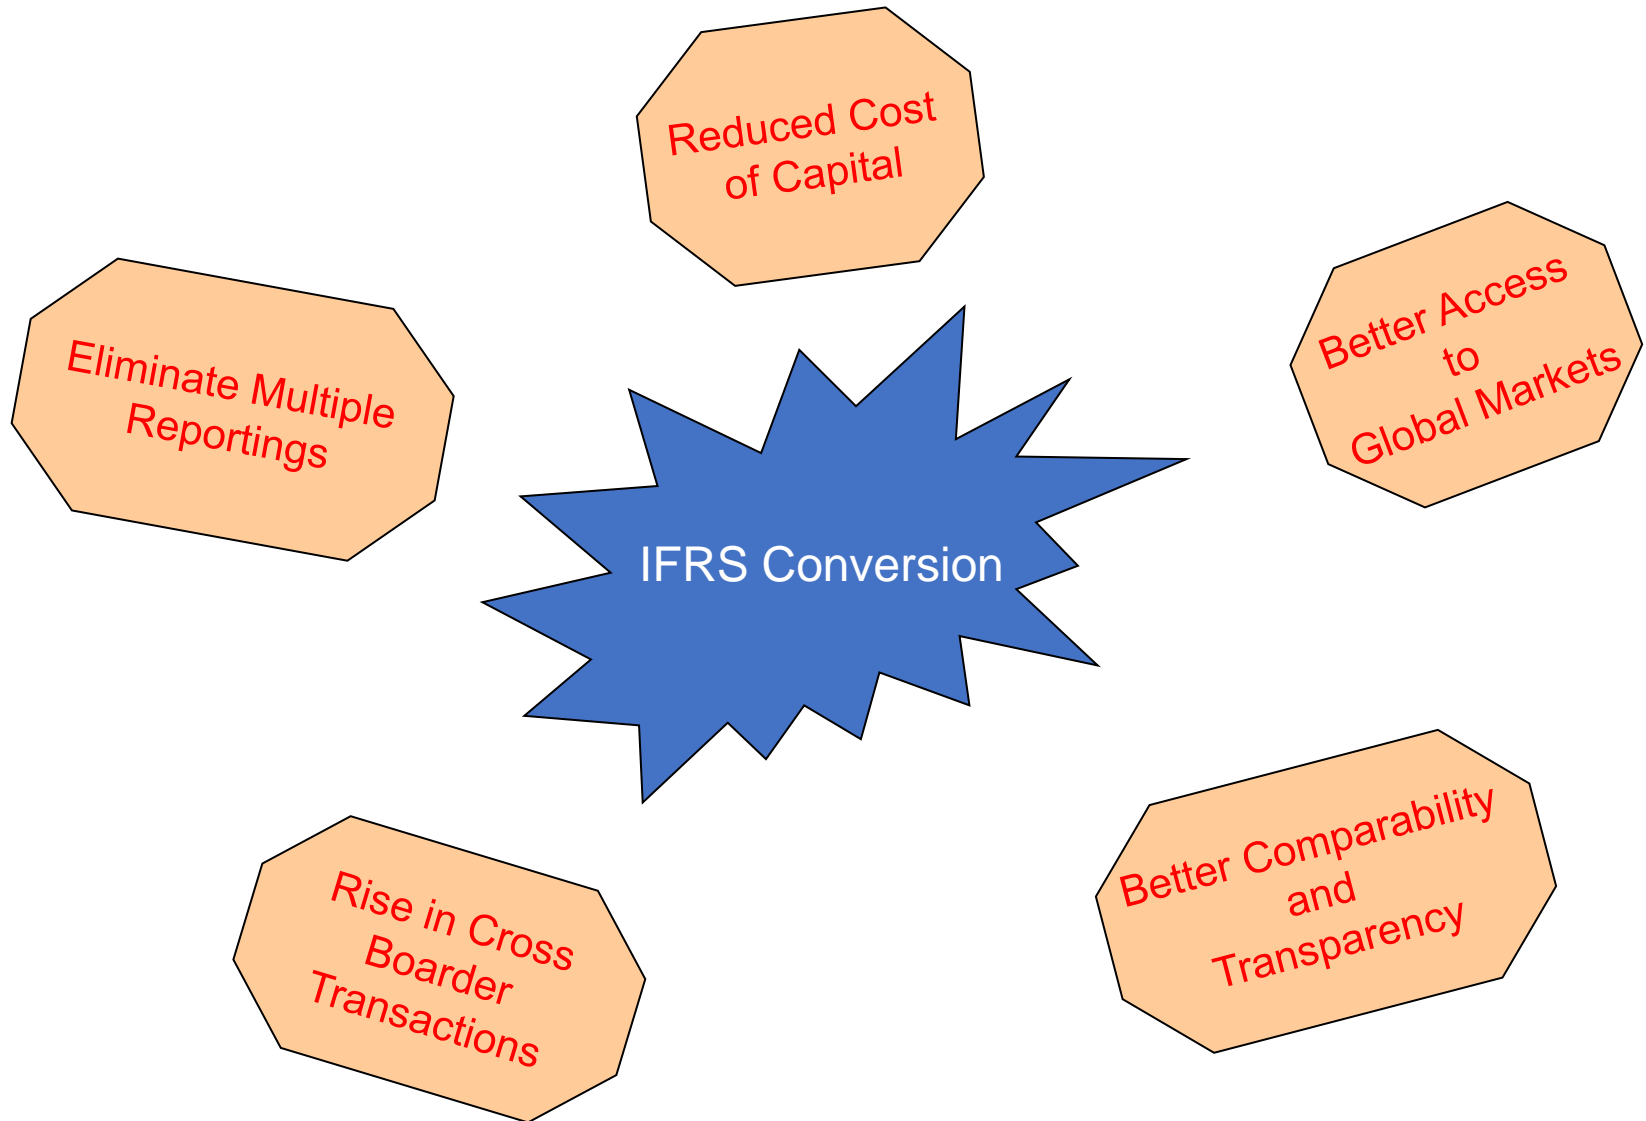 Reduced Cost
of Capital
Better Access
to
Global Markets
Eliminate Multiple
Reportings
IFRS Conversion
Better Comparability
and
Transparency
Rise in Cross
Boarder
Transactions